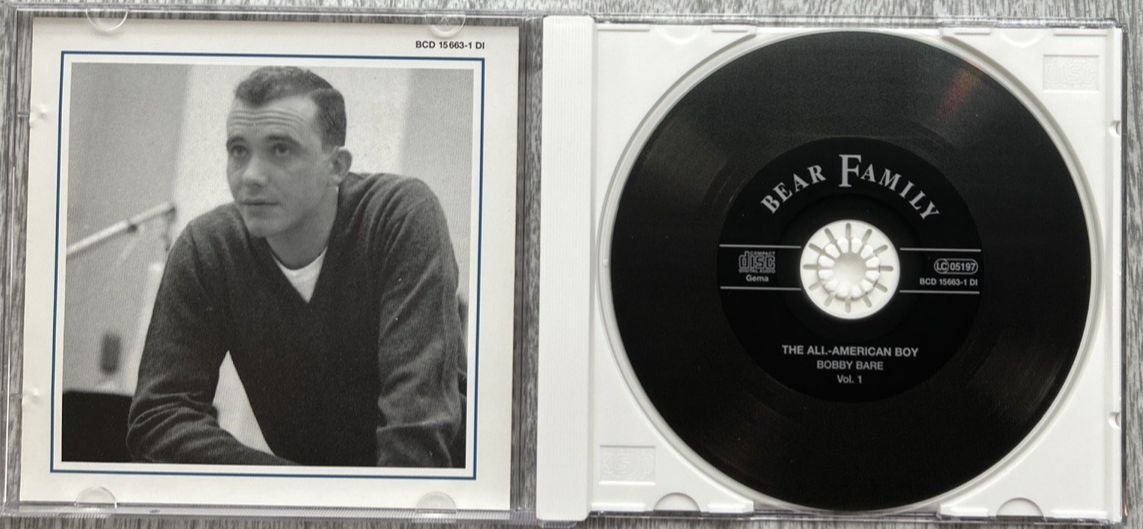 BCD 15663-1 DI
BEAR FAMILY
COMPACT
disc
DIGITAL AUDIO
Gema
LC 05197
BCD 15663-1 DI
THE ALL-AMERICAN BOY
BOBBY BARE
Vol. 1